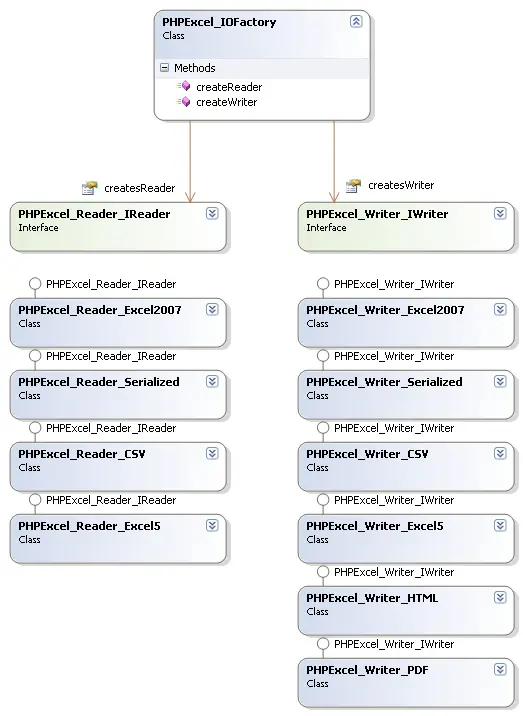 PHPExcel_IOFactory
Class
Methods
createReader
createWriter
createsReader
createsWriter
PHPExcel_Reader_IReader
Interface
PHPExcel_Writer_IWriter
Interface
PHPExcel_Reader_IReader
PHPExcel_Reader_Excel2007
Class
PHPExcel_Reader_IReader
PHPExcel_Reader_Serialized
Class
PHPExcel_Reader_IReader
PHPExcel_Reader_CSV
Class
PHPExcel_Reader_IReader
PHPExcel_Reader_Excel5
Class
PHPExcel_Writer_IWriter
PHPExcel_Writer_Excel2007
Class
PHPExcel_Writer_IWriter
PHPExcel_Writer_Serialized
Class
PHPExcel_Writer_IWriter
PHPExcel_Writer_CSV
Class
PHPExcel_Writer_IWriter
PHPExcel_Writer_Excel5
Class
PHPExcel_Writer_IWriter
PHPExcel_Writer_HTML
Class
PHPExcel_Writer_IWriter
PHPExcel_Writer_PDF
Class